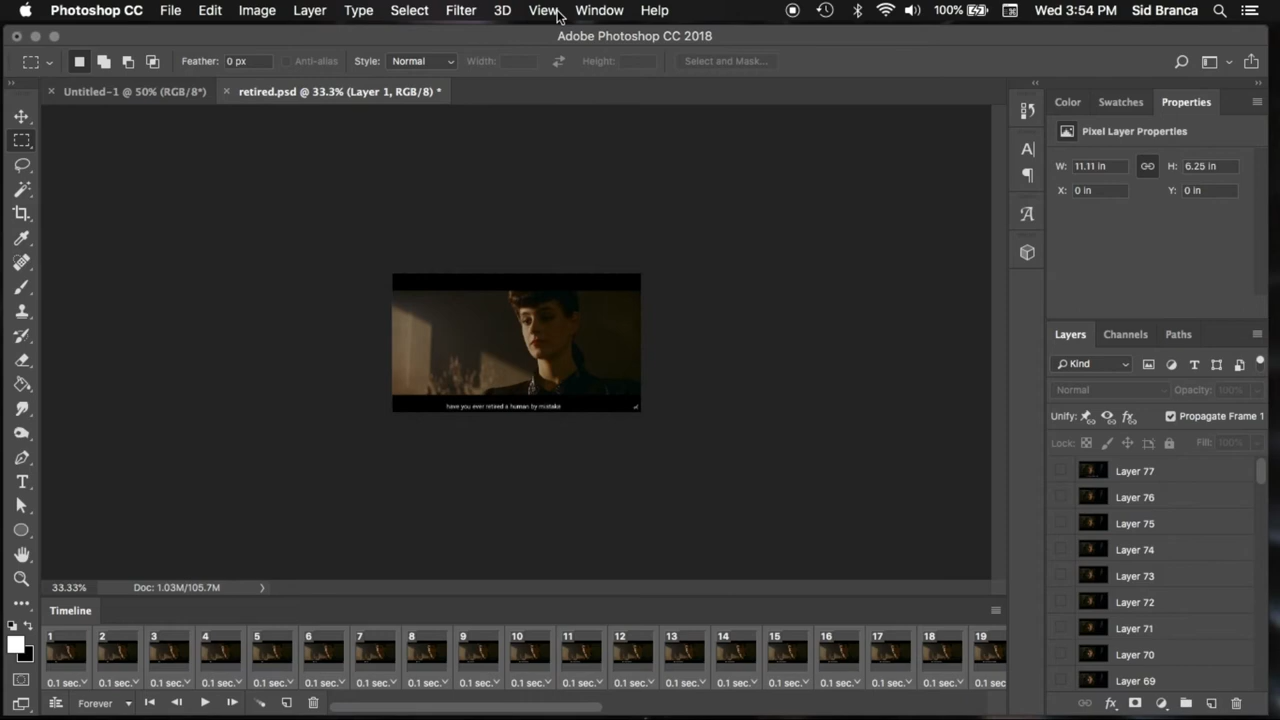 Photoshop CC File Edit Image Layer Type Select Filter 3D View Window Help 100% Wed 3:54 PM Sid Branca
Adobe Photoshop CC 2018
Feather: 0 px Anti-alias Style: Normal Width: Height: Select and Mask...
Untitled-1 @ 50% (RGB/8*) retired.psd @ 33.3% (Layer 1, RGB/8) *
Color Swatches Properties
Pixel Layer Properties
W: 11.11 in H: 6.25 in
X: 0 in Y: 0 in
have you ever retired a human by mistake
Layers Channels Paths
Kind
Normal Opacity: 100%
Unify: Propagate Frame 1
Lock: Fill: 100%
Layer 77
Layer 76
Layer 75
Layer 74
Layer 73
Layer 72
Layer 71
Layer 70
Layer 69
33.33% Doc: 1.03M/105.7M
Timeline
1 2 3 4 5 6 7 8 9 10 11 12 13 14 15 16 17 18 19
0.1 sec. 0.1 sec. 0.1 sec. 0.1 sec. 0.1 sec. 0.1 sec. 0.1 sec. 0.1 sec. 0.1 sec. 0.1 sec. 0.1 sec. 0.1 sec. 0.1 sec. 0.1 sec. 0.1 sec. 0.1 sec. 0.1 sec. 0.1 sec. 0.1 sec.
Forever